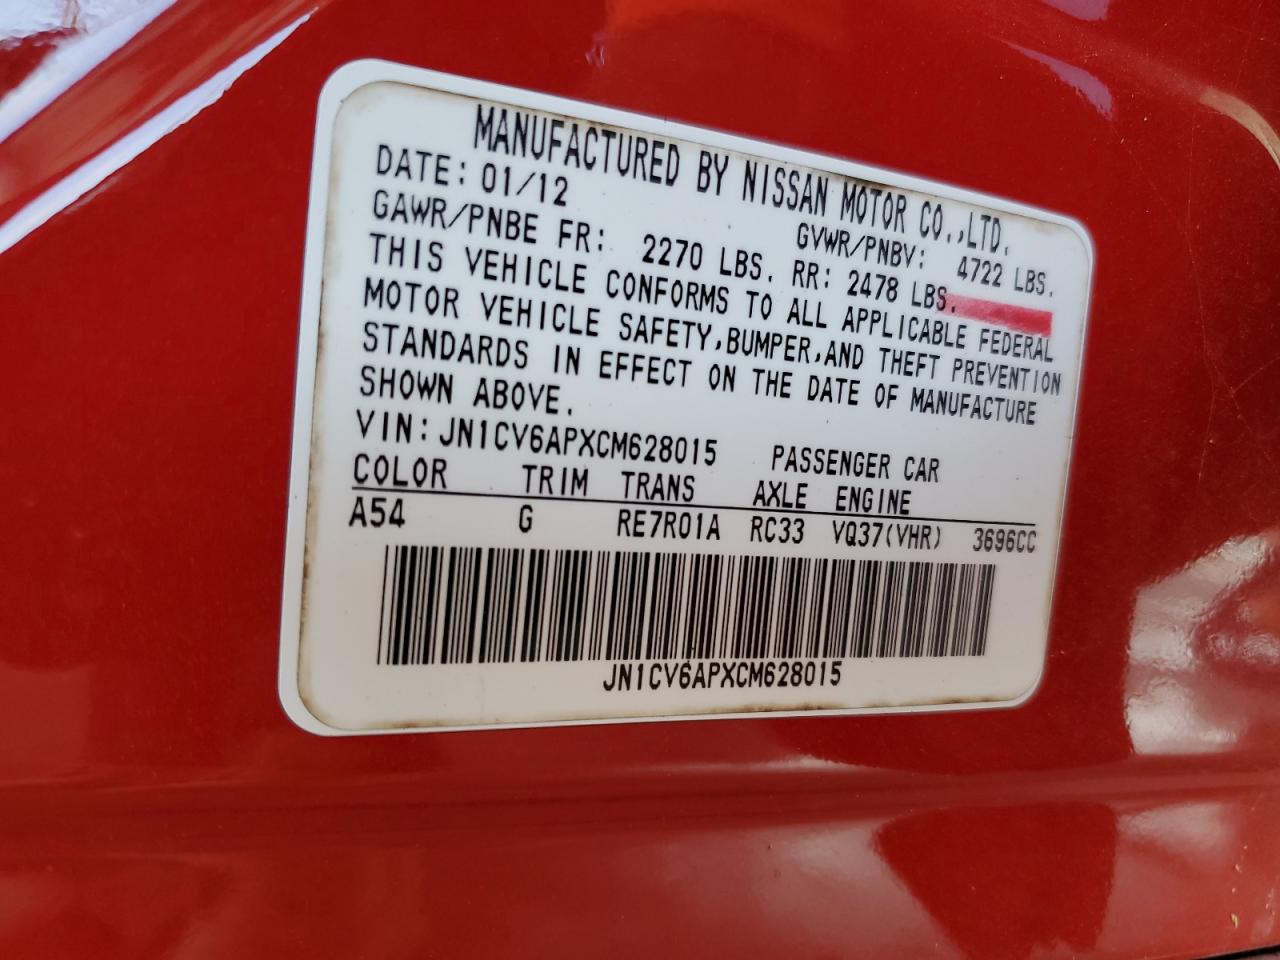 MANUFACTURED BY NISSAN MOTOR CO.,LTD.
DATE: 01/12 GVWR/PNBV: 4722 LBS.
GAWR/PNBE FR: 2270 LBS. RR: 2478 LBS.
THIS VEHICLE CONFORMS TO ALL APPLICABLE FEDERAL
MOTOR VEHICLE SAFETY,BUMPER,AND THEFT PREVENTION
STANDARDS IN EFFECT ON THE DATE OF MANUFACTURE
SHOWN ABOVE.
VIN: JN1CV6APXCM628015 PASSENGER CAR
COLOR TRIM TRANS AXLE ENGINE
A54 G RE7R01A RC33 VQ37(VHR) 3696CC
JN1CV6APXCM628015